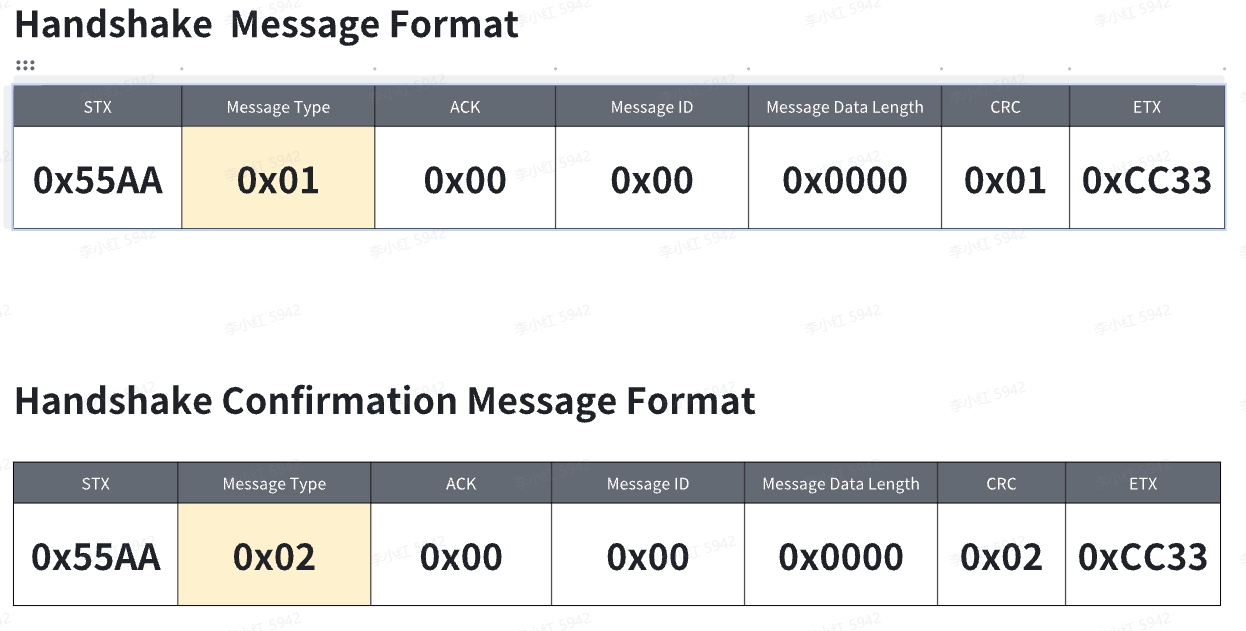 Handshake  Message Format
STX Message Type ACK Message ID Message Data Length CRC ETX
0x55AA 0x01 0x00 0x00 0x0000 0x01 0xCC33
Handshake Confirmation Message Format
STX Message Type ACK Message ID Message Data Length CRC ETX
0x55AA 0x02 0x00 0x00 0x0000 0x02 0xCC33
李小红 5942